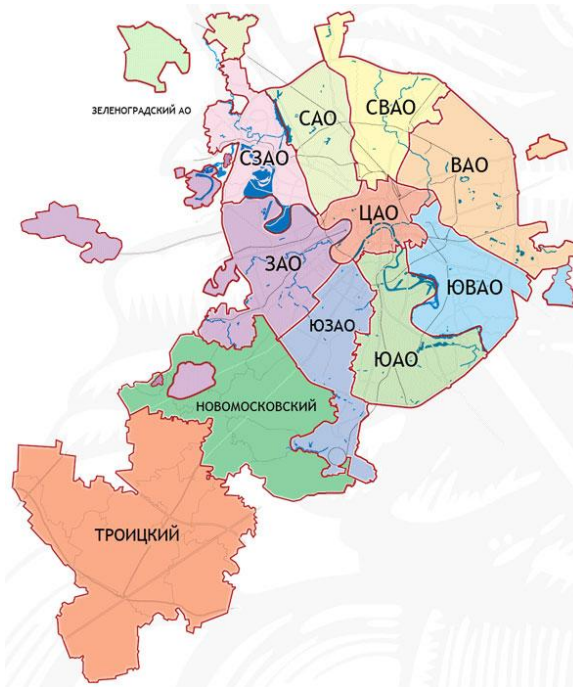 ЗЕЛЕНОГРАДСКИЙ АО
САО
СВАО
СЗАО
ВАО
ЦАО
ЗАО
ЮВАО
ЮЗАО
ЮАО
НОВОМОСКОВСКИЙ
ТРОИЦКИЙ